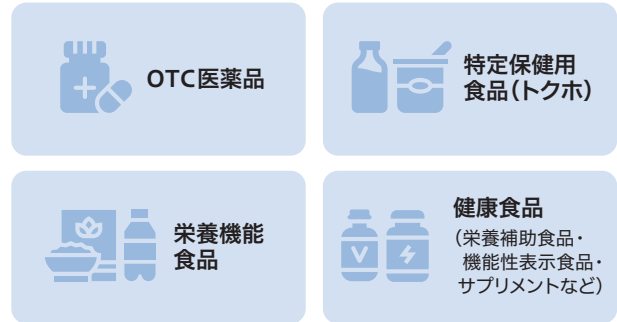 OTC医薬品
特定保健用
食品(トクホ)
栄養機能
食品
健康食品
(栄養補助食品・
機能性表示食品・
サプリメントなど)
V